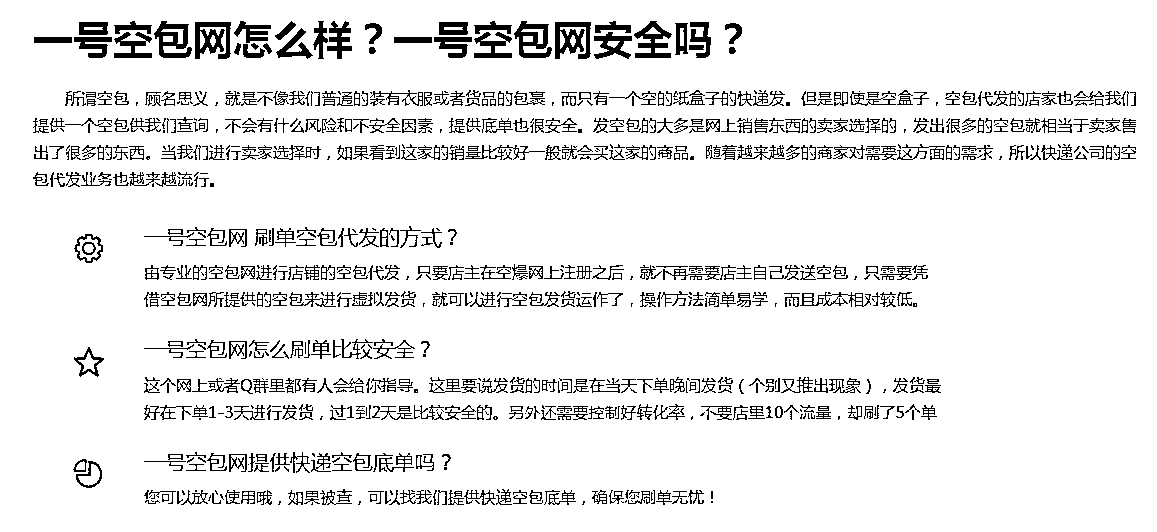 一号空包网怎么样？一号空包网安全吗？
所谓空包，顾名思义，就是不像我们普通的装有衣服或者货品的包裹，而只有一个空的纸盒子的快递发。但是即使是空盒子，空包代发的店家也会给我们
提供一个空包供我们查询，不会有什么风险和不安全因素，提供底单也很安全。发空包的大多是网上销售东西的卖家选择的，发出很多的空包就相当于卖家售
出了很多的东西。当我们进行卖家选择时，如果看到这家的销量比较好一般就会买这家的商品。随着越来越多的商家对需要这方面的需求，所以快递公司的空
包代发业务也越来越流行。
一号空包网 刷单空包代发的方式？
由专业的空包网进行店铺的空包代发，只要店主在空爆网上注册之后，就不再需要店主自己发送空包，只需要凭
借空包网所提供的空包来进行虚拟发货，就可以进行空包发货运作了，操作方法简单易学，而且成本相对较低。
一号空包网怎么刷单比较安全？
这个网上或者Q群里都有人会给你指导。这里要说发货的时间是在当天下单晚间发货（个别又推出现象），发货最
好在下单1-3天进行发货，过1到2天是比较安全的。另外还需要控制好转化率，不要店里10个流量，却刷了5个单
一号空包网提供快递空包底单吗？
您可以放心使用哦，如果被查，可以找我们提供快递空包底单，确保您刷单无忧！